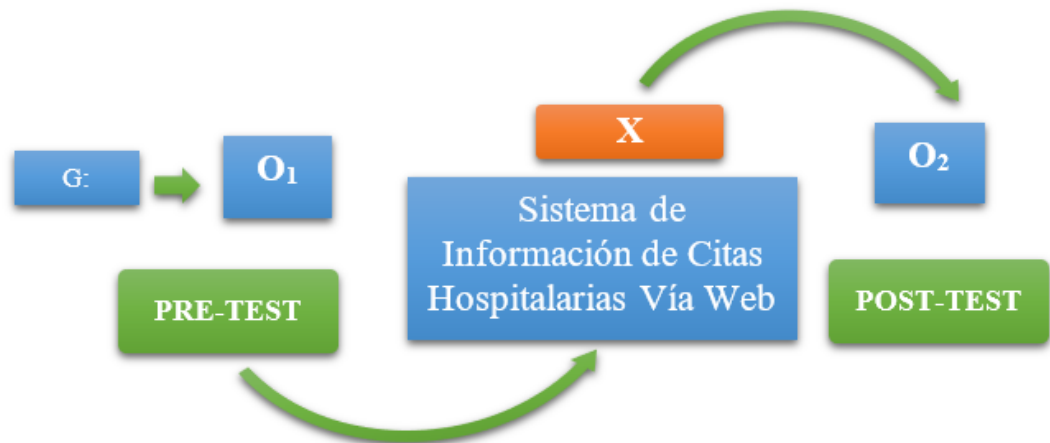 G:
O₁
PRE-TEST
X
Sistema de
Información de Citas
Hospitalarias Vía Web
O₂
POST-TEST